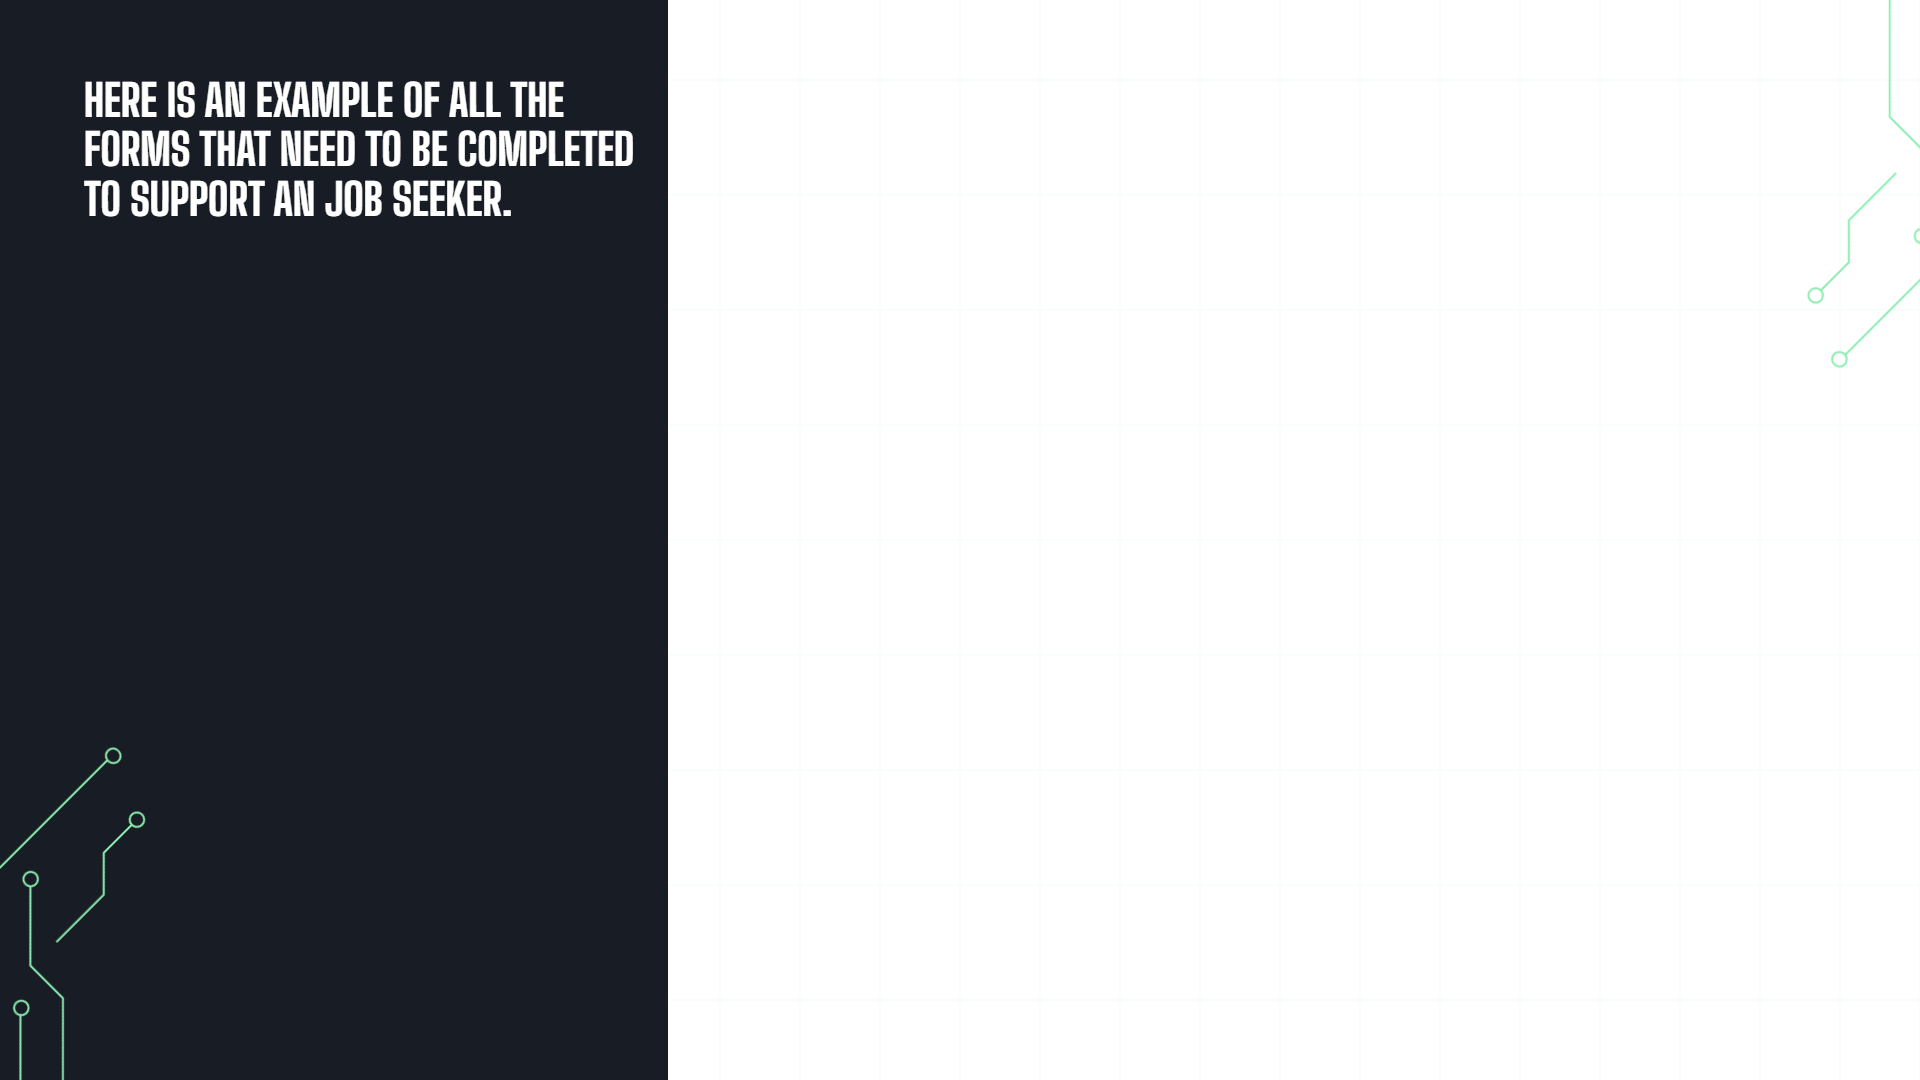 HERE IS AN EXAMPLE OF ALL THE
FORMS THAT NEED TO BE COMPLETED
TO SUPPORT AN JOB SEEKER.